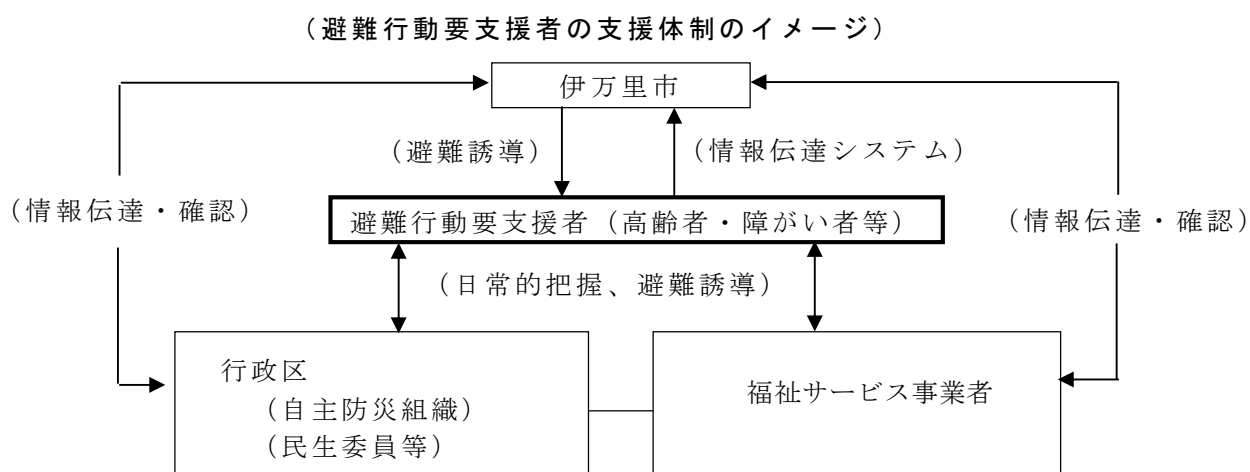 （避難行動要支援者の支援体制のイメージ）
伊万里市
（避難誘導）
（情報伝達システム）
（情報伝達・確認）
避難行動要支援者（高齢者・障がい者等）
（情報伝達・確認）
（日常的把握、避難誘導）
行政区
（自主防災組織）
（民生委員等）
福祉サービス事業者